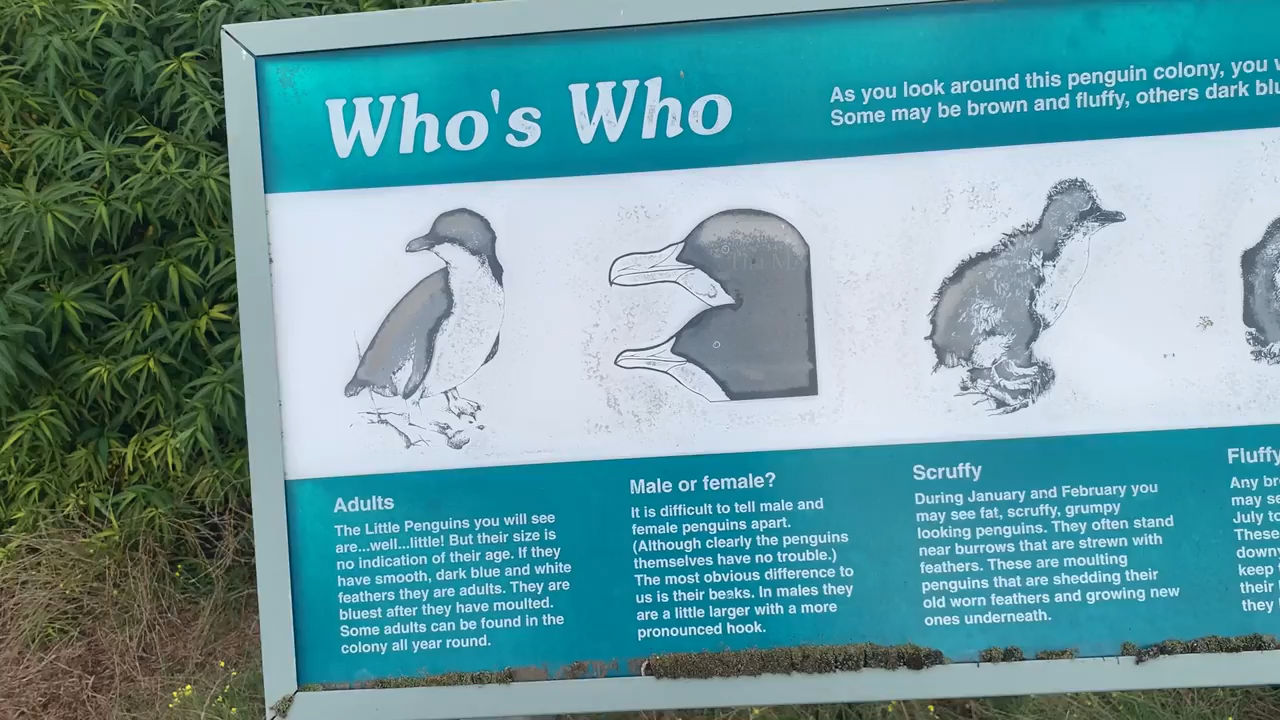 Who's Who
As you look around this penguin colony, you
Some may be brown and fluffy, others dark
Adults
The Little Penguins you will see
are...well...little! But their size is
no indication of their age. If they
have smooth, dark blue and white
feathers they are adults. They are
bluest after they have moulted.
Some adults can be found in the
colony all year round.
Male or female?
It is difficult to tell male and
female penguins apart.
(Although clearly the penguins
themselves have no trouble.)
The most obvious difference to
us is their beaks. In males they
are a little larger with a more
pronounced hook.
Scruffy
During January and February you
may see fat, scruffy, grumpy
looking penguins. They often stand
near burrows that are strewn with
feathers. These are moulting
penguins that are shedding their
old worn feathers and growing new
ones underneath.
Fluffy
Any
may
July to
These
keep
their
they